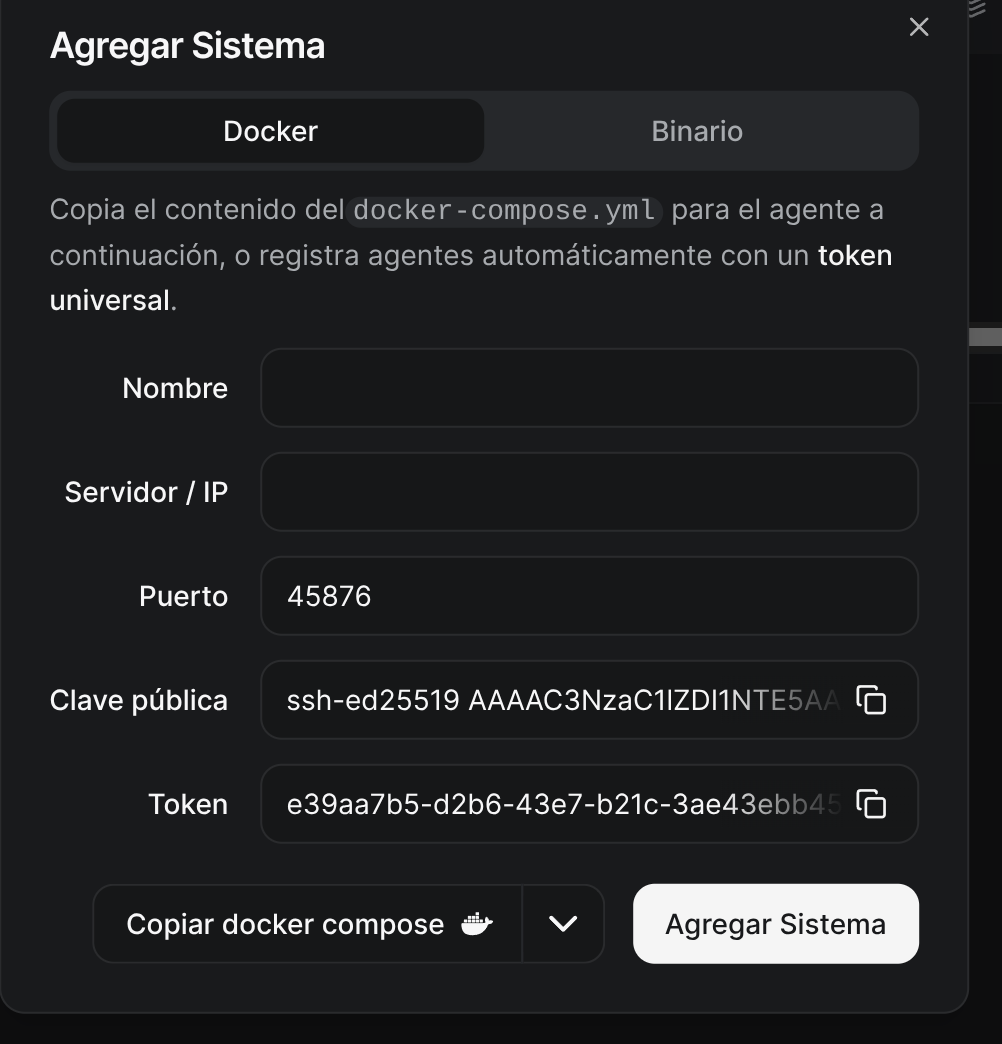 Agregar Sistema
Docker
Binario
Copia el contenido del docker-compose.yml para el agente a
continuación, o registra agentes automáticamente con un token
universal.
Nombre
Servidor / IP
Puerto
45876
Clave pública
ssh-ed25519 AAAAC3NzaC1lZDI1NTE5AA
Token
e39aa7b5-d2b6-43e7-b21c-3ae43ebb45
Copiar docker compose
Agregar Sistema